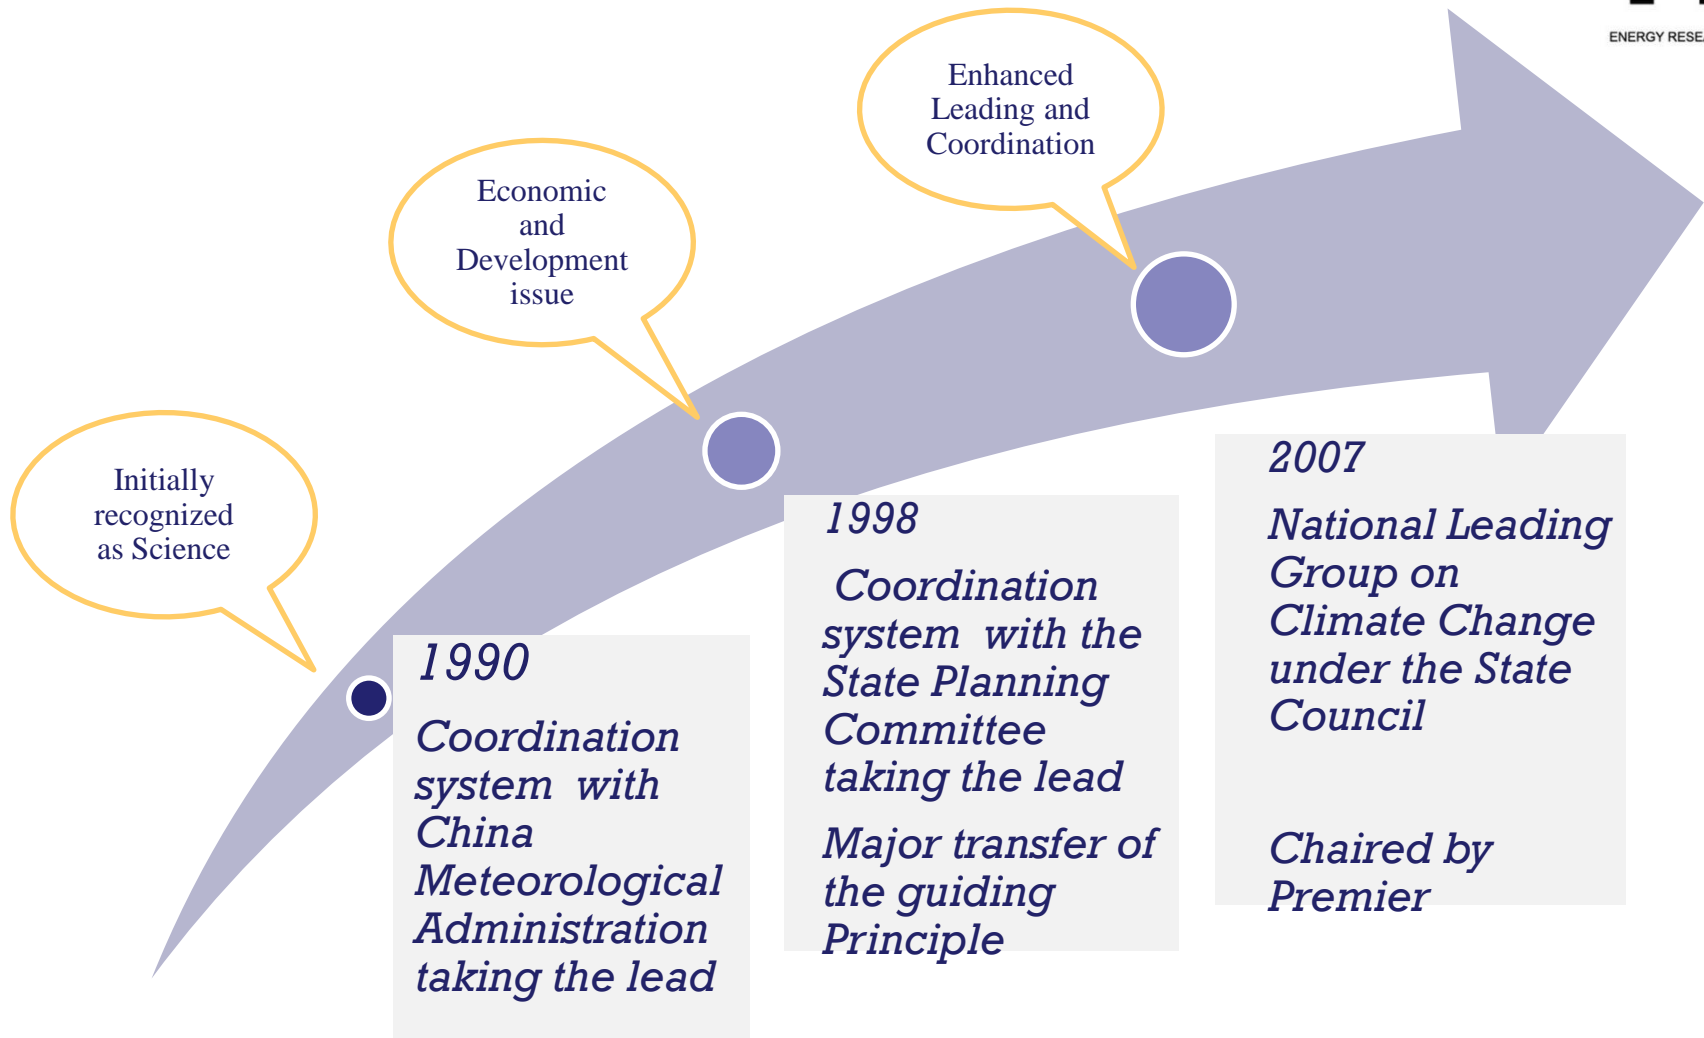 ENERGY
Enhanced
Leading and
Coordination
Economic
and
Development
issue
Initially
recognized
as Science
1990
Coordination
system with
China
Meteorological
Administration
taking the lead
1998
Coordination
system with the
State Planning
Committee
taking the lead
Major transfer of
the guiding
Principle
2007
National Leading
Group on
Climate Change
under the State
Council
Chaired by
Premier